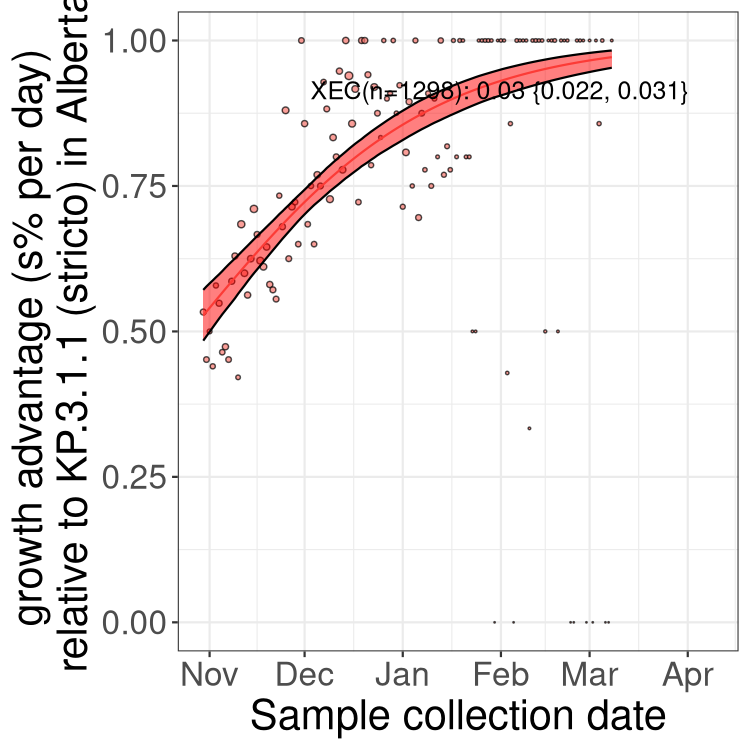 growth advantage (s% per day)
relative to KP.3.1.1 (stricto) in Alberta
1.00
0.75
0.50
0.25
0.00
XEC(n=1298): 0.03 {0.022, 0.031}
Nov Dec Jan Feb Mar Apr
Sample collection date